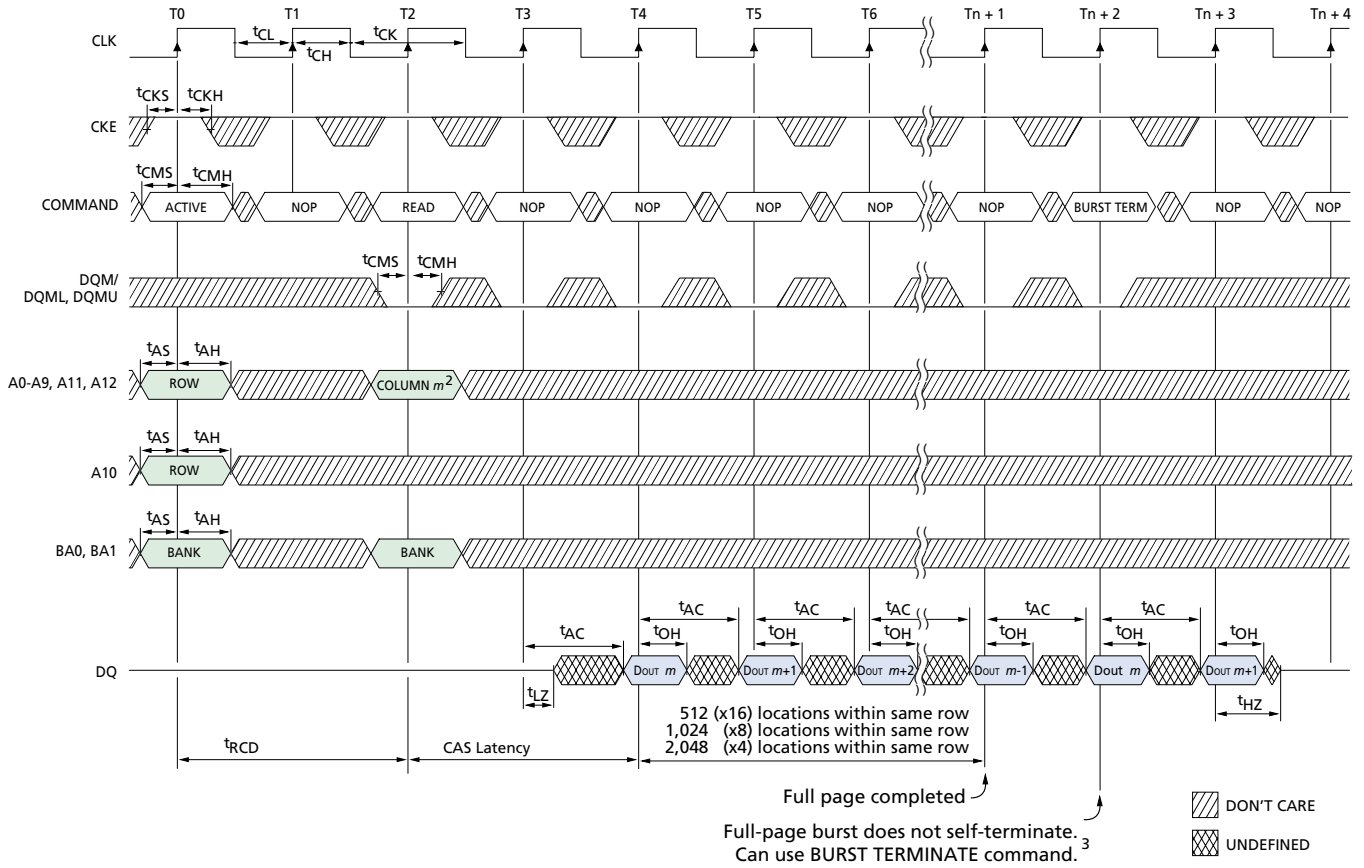 T0 T1 T2 T3 T4 T5 T6 Tn + 1 Tn + 2 Tn + 3 Tn + 4
CLK
tCL tCK
tCH
tCKS tCKH
CKE
tCMS tCMH
COMMAND ACTIVE NOP READ NOP NOP NOP NOP NOP BURST TERM NOP NOP
tCMS tCMH
DQM/
DQML, DQMU
tAS tAH
A0-A9, A11, A12 ROW COLUMN m2
tAS tAH
A10 ROW
tAS tAH
BA0, BA1 BANK BANK
tAC tAC tAC tAC tAC tAC
tOH tOH tOH tOH tOH tOH
DQ DOUT m DOUT m+1 DOUT m+2 DOUT m-1 Dout m DOUT m+1
tLZ tHZ
512 (x16) locations within same row
1,024 (x8) locations within same row
2,048 (x4) locations within same row
tRCD CAS Latency
Full page completed
Full-page burst does not self-terminate.
Can use BURST TERMINATE command. 3
DON'T CARE
UNDEFINED